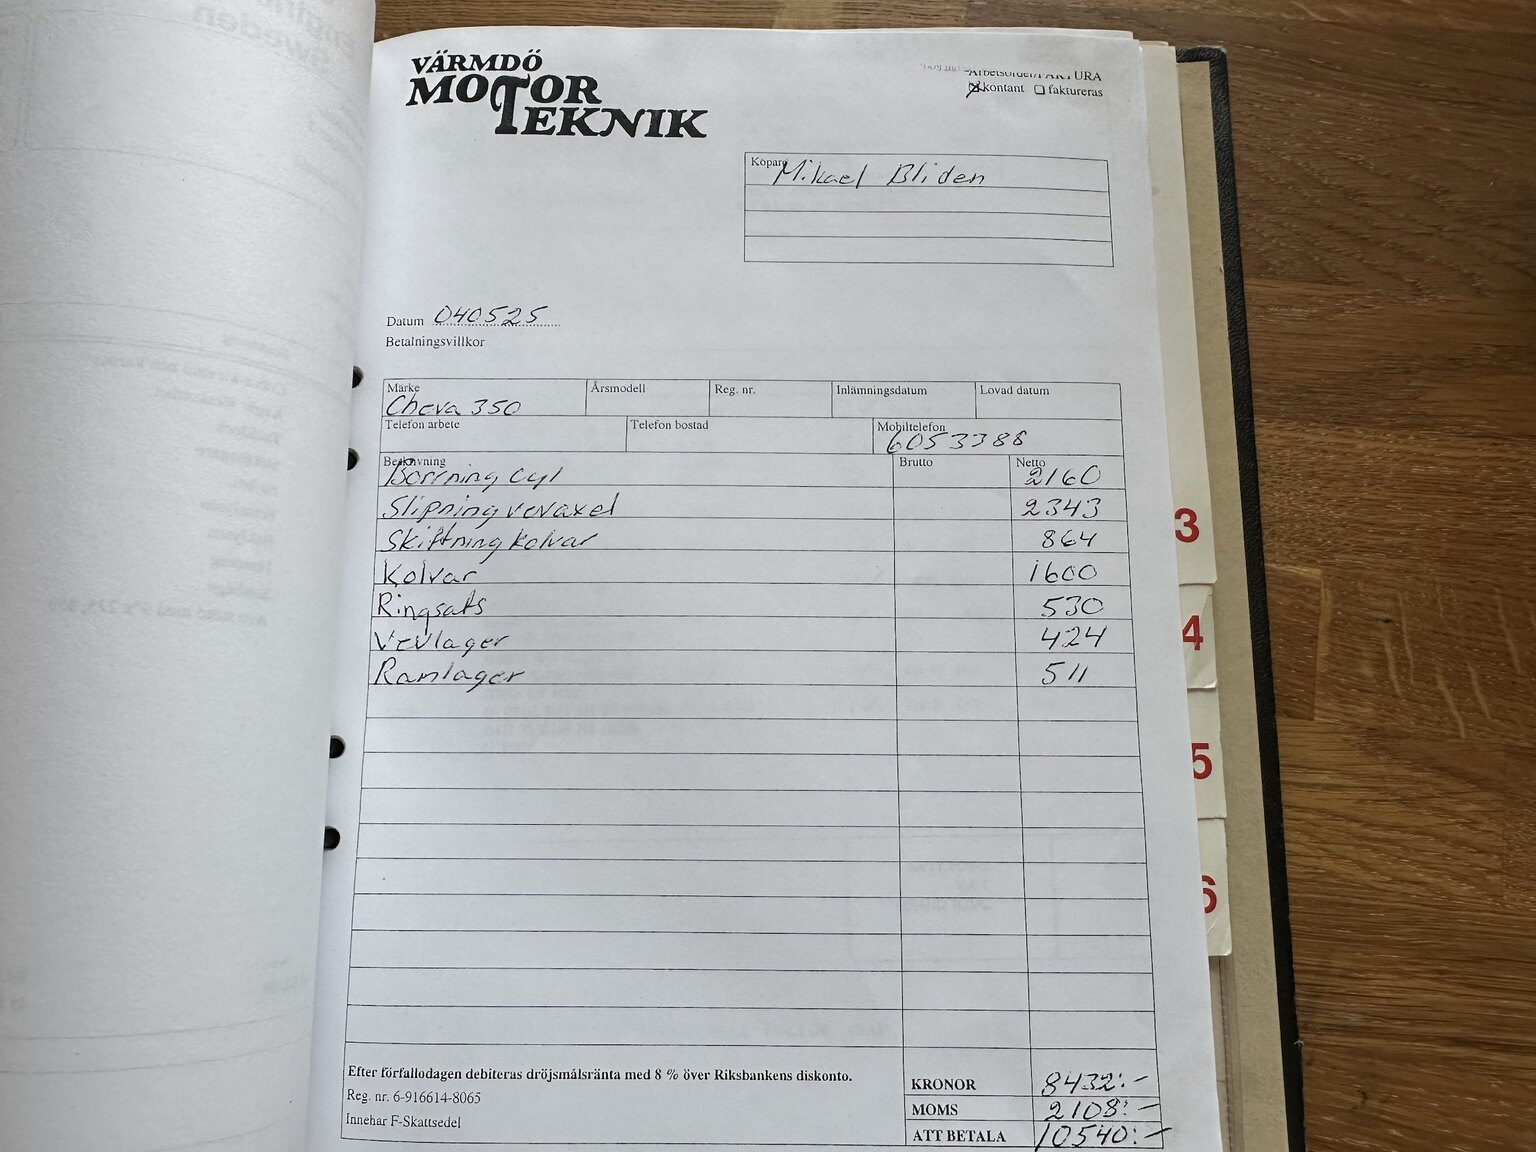 VÄRMDÖ
MOTOR
TEKNIK
Arbetsorder/FAKTURA
kontant faktureras
Köpare Mikael Bliden
Datum 040525
Betalningsvillkor
Märke Årsmodell Reg. nr. Inlämningsdatum Lovad datum
Cheva 350
Telefon arbete Telefon bostad Mobiltelefon
6053388
Beskrivning Brutto Netto
Borrning cyl 2160
Slipning vevaxel 2343
Skiftning kolvar 864
Kolvar 1600
Ringsats 530
Vevlager 424
Ramlager 511
Efter förfallodagen debiteras dröjsmålsränta med 8 % över Riksbankens diskonto.
Reg. nr. 6-916614-8065
Innehar F-Skattsedel
KRONOR 8432:-
MOMS 2108:-
ATT BETALA 10540:-
3
4
5
6